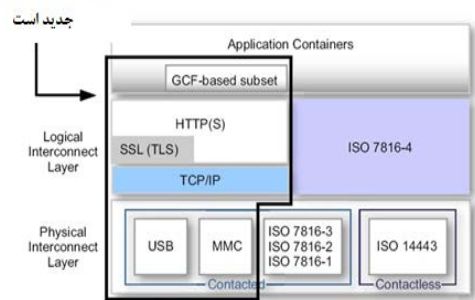 جدید است
Application Containers
GCF-based subset
Logical
Interconnect
Layer
HTTP(S)
SSL (TLS)
TCP/IP
ISO 7816-4
Physical
Interconnect
Layer
USB
MMC
ISO 7816-3
ISO 7816-2
ISO 7816-1
ISO 14443
Contacted
Contactless